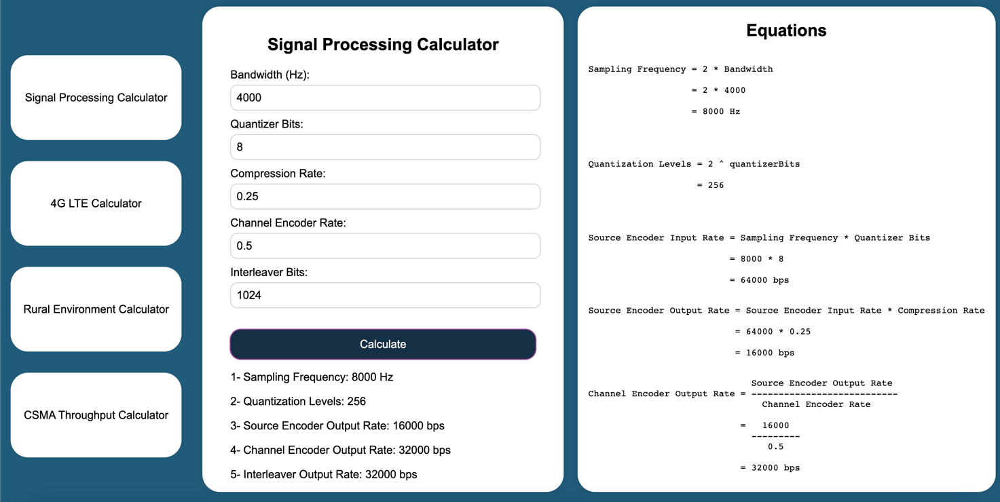 Signal Processing Calculator
4G LTE Calculator
Rural Environment Calculator
CSMA Throughput Calculator
Signal Processing Calculator
Bandwidth (Hz):
4000
Quantizer Bits:
8
Compression Rate:
0.25
Channel Encoder Rate:
0.5
Interleaver Bits:
1024
Calculate
1- Sampling Frequency: 8000 Hz
2- Quantization Levels: 256
3- Source Encoder Output Rate: 16000 bps
4- Channel Encoder Output Rate: 32000 bps
5- Interleaver Output Rate: 32000 bps
Equations
Sampling Frequency = 2 * Bandwidth
= 2 * 4000
= 8000 Hz
Quantization Levels = 2 ^ quantizerBits
= 256
Source Encoder Input Rate = Sampling Frequency * Quantizer Bits
= 8000 * 8
= 64000 bps
Source Encoder Output Rate = Source Encoder Input Rate * Compression Rate
= 64000 * 0.25
= 16000 bps
Source Encoder Output Rate
Channel Encoder Output Rate = ---------------------------
Channel Encoder Rate
= 16000
---------
0.5
= 32000 bps